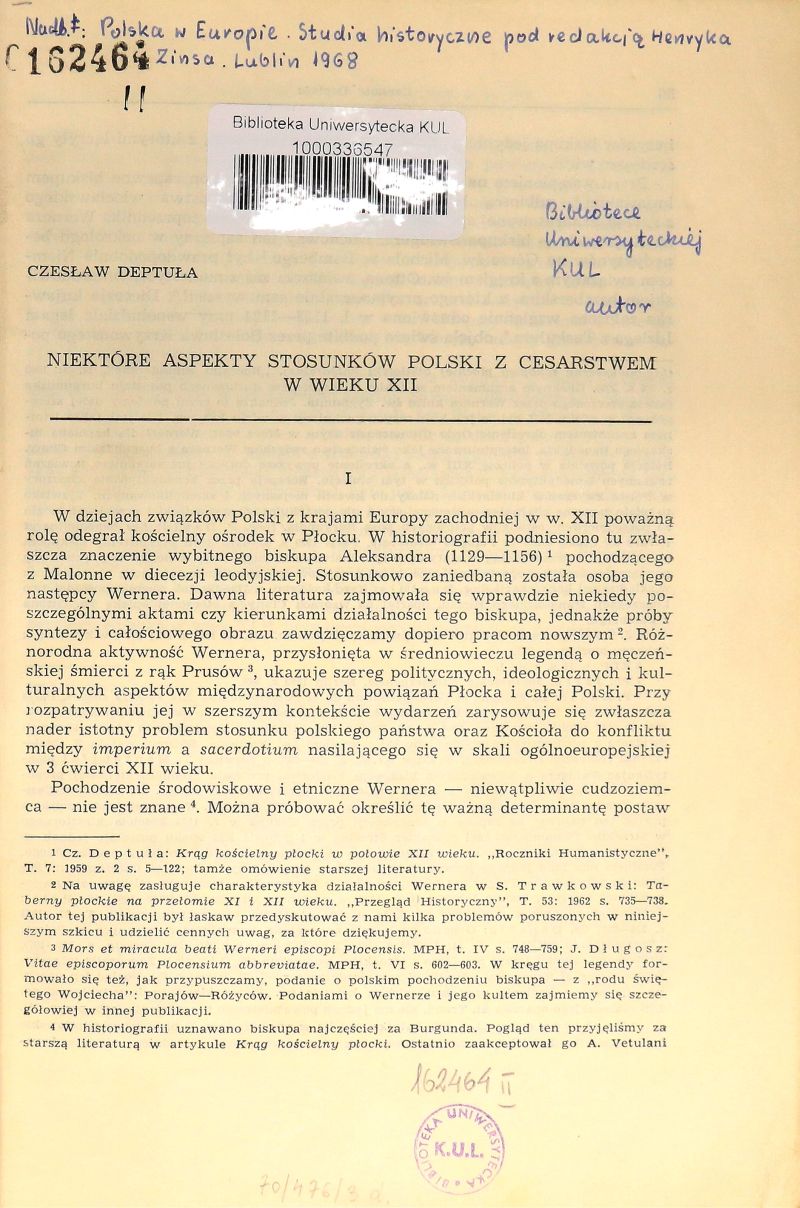 Nadb.: Polska w Europie. Studia historyczne pod redakcją Henryka
C162464 Zinsa. Lublin 1968
II
Biblioteka Uniwersytecka KUL
1000336547
Bibliotece
Uniwersyteckiej
KUL
autor
CZESŁAW DEPTUŁA
NIEKTÓRE ASPEKTY STOSUNKÓW POLSKI Z CESARSTWEM
W WIEKU XII
I
W dziejach związków Polski z krajami Europy zachodniej w w. XII poważną
rolę odegrał kościelny ośrodek w Płocku. W historiografii podniesiono tu zwła-
szcza znaczenie wybitnego biskupa Aleksandra (1129—1156) 1 pochodzącego
z Malonne w diecezji leodyjskiej. Stosunkowo zaniedbaną została osoba jego
następcy Wernera. Dawna literatura zajmowała się wprawdzie niekiedy po-
szczególnymi aktami czy kierunkami działalności tego biskupa, jednakże próby
syntezy i całościowego obrazu zawdzięczamy dopiero pracom nowszym 2. Róż-
norodna aktywność Wernera, przysłonięta w średniowieczu legendą o męczeń-
skiej śmierci z rąk Prusów 3, ukazuje szereg politycznych, ideologicznych i kul-
turalnych aspektów międzynarodowych powiązań Płocka i całej Polski. Przy
rozpatrywaniu jej w szerszym kontekście wydarzeń zarysowuje się zwłaszcza
nader istotny problem stosunku polskiego państwa oraz Kościoła do konfliktu
między imperium a sacerdotium nasilającego się w skali ogólnoeuropejskiej
w 3 ćwierci XII wieku.
Pochodzenie środowiskowe i etniczne Wernera — niewątpliwie cudzoziem-
ca — nie jest znane 4. Można próbować określić tę ważną determinantę postaw
1 Cz. Deptuła: Krąg kościelny płocki w połowie XII wieku. „Roczniki Humanistyczne",
T. 7: 1959 z. 2 s. 5—122; tamże omówienie starszej literatury.
2 Na uwagę zasługuje charakterystyka działalności Wernera w S. Trawkowski: Ta-
berny płockie na przełomie XI i XII wieku. „Przegląd Historyczny", T. 53: 1962 s. 735—738.
Autor tej publikacji był łaskaw przedyskutować z nami kilka problemów poruszonych w niniej-
szym szkicu i udzielić cennych uwag, za które dziękujemy.
3 Mors et miracula beati Werneri episcopi Plocensis. MPH, t. IV s. 748—759; J. Długosz:
Vitae episcoporum Plocensium abbreviatae. MPH, t. VI s. 602—603. W kręgu tej legendy for-
mowało się też, jak przypuszczamy, podanie o polskim pochodzeniu biskupa — z „rodu świę-
tego Wojciecha": Porajów—Różyców. Podaniami o Wernerze i jego kultem zajmiemy się szcze-
gółowiej w innej publikacji.
4 W historiografii uznawano biskupa najczęściej za Burgunda. Pogląd ten przyjęliśmy za
starszą literaturą w artykule Krąg kościelny płocki. Ostatnio zaakceptował go A. Vetulani
162464 II
BIBLIOTEKA UNIWERSYTECKA
K.U.L.
70/476/3 d.